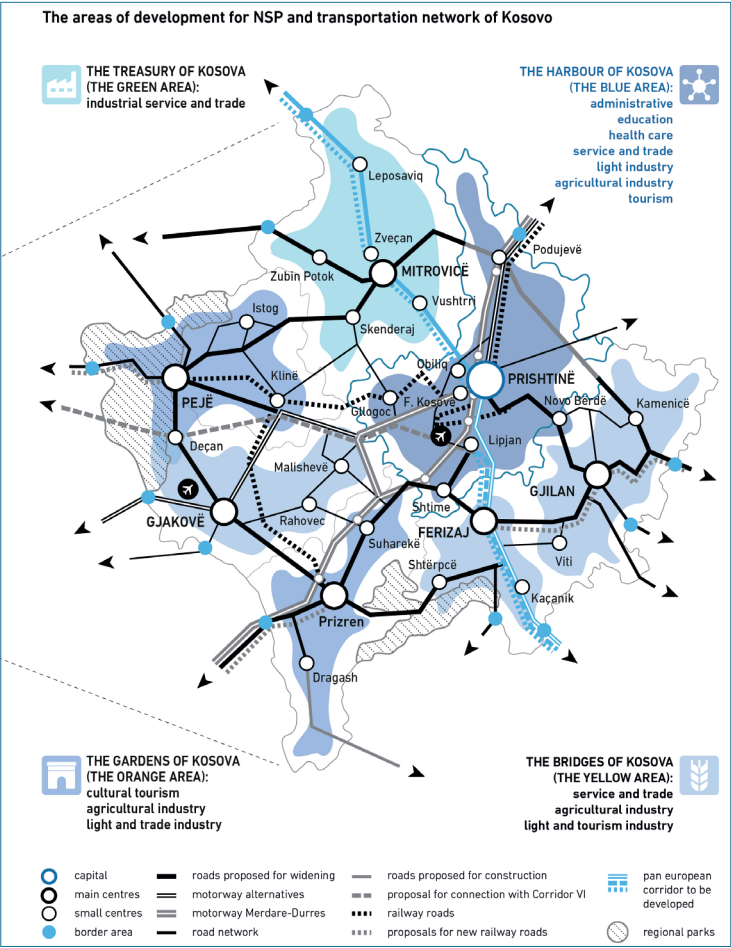 The areas of development for NSP and transportation network of Kosovo
THE TREASURY OF KOSOVA
(THE GREEN AREA):
industrial service and trade
THE HARBOUR OF KOSOVA
(THE BLUE AREA):
administrative
education
health care
service and trade
light industry
agricultural industry
tourism
Leposaviq
Zveçan
Zubin Potok
MITROVICË
Podujevë
Vushtrri
Istog
Skenderaj
Obiliq
PRISHTINË
Klinë
PEJË
Gllogoc
F. Kosovë
Novo Bërdë
Kamenicë
Deçan
Lipjan
Malishevë
GJILAN
GJAKOVË
Rahovec
Shtime
FERIZAJ
Suharekë
Viti
Shtërpcë
Kaçanik
Prizren
Dragash
THE GARDENS OF KOSOVA
(THE ORANGE AREA):
cultural tourism
agricultural industry
light and trade industry
THE BRIDGES OF KOSOVA
(THE YELLOW AREA):
service and trade
agricultural industry
light and tourism industry
capital
main centres
small centres
border area
roads proposed for widening
motorway alternatives
motorway Merdare-Durres
road network
roads proposed for construction
proposal for connection with Corridor VI
railway roads
proposals for new railway roads
pan european
corridor to be
developed
regional parks